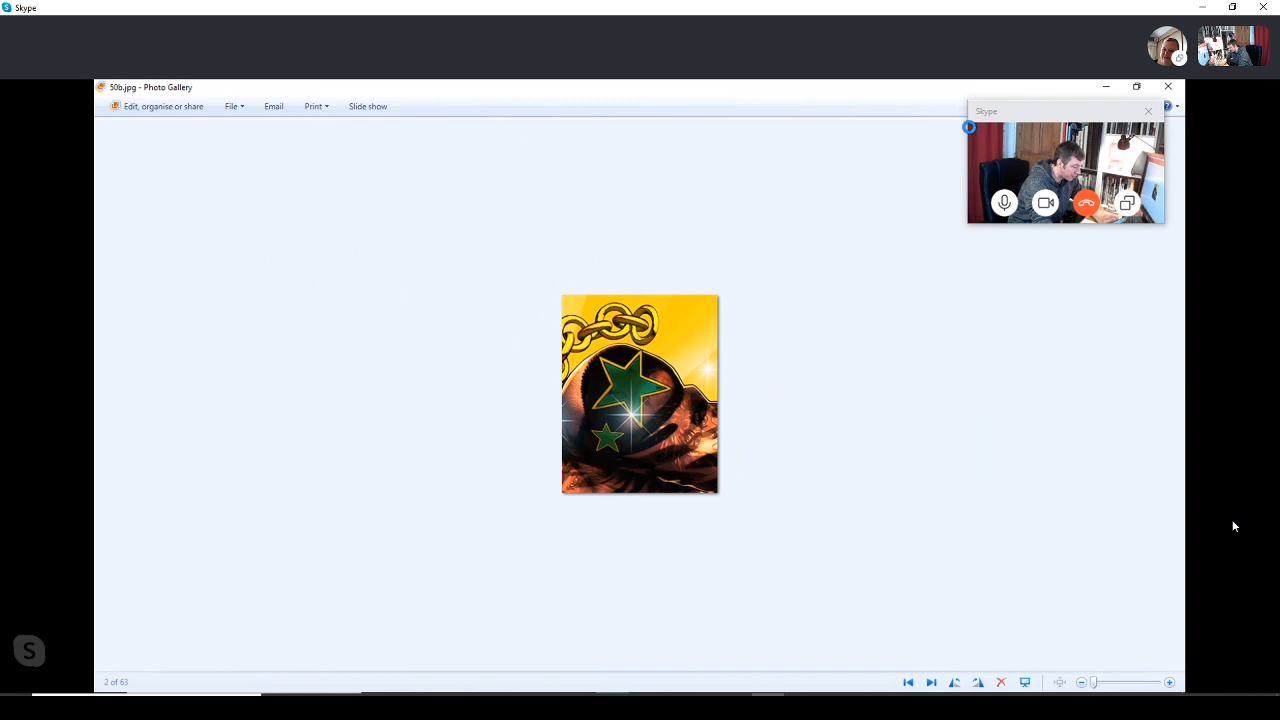 Skype
50b.jpg - Photo Gallery
Edit, organise or share File Email Print Slide show
Skype
S
2 of 63